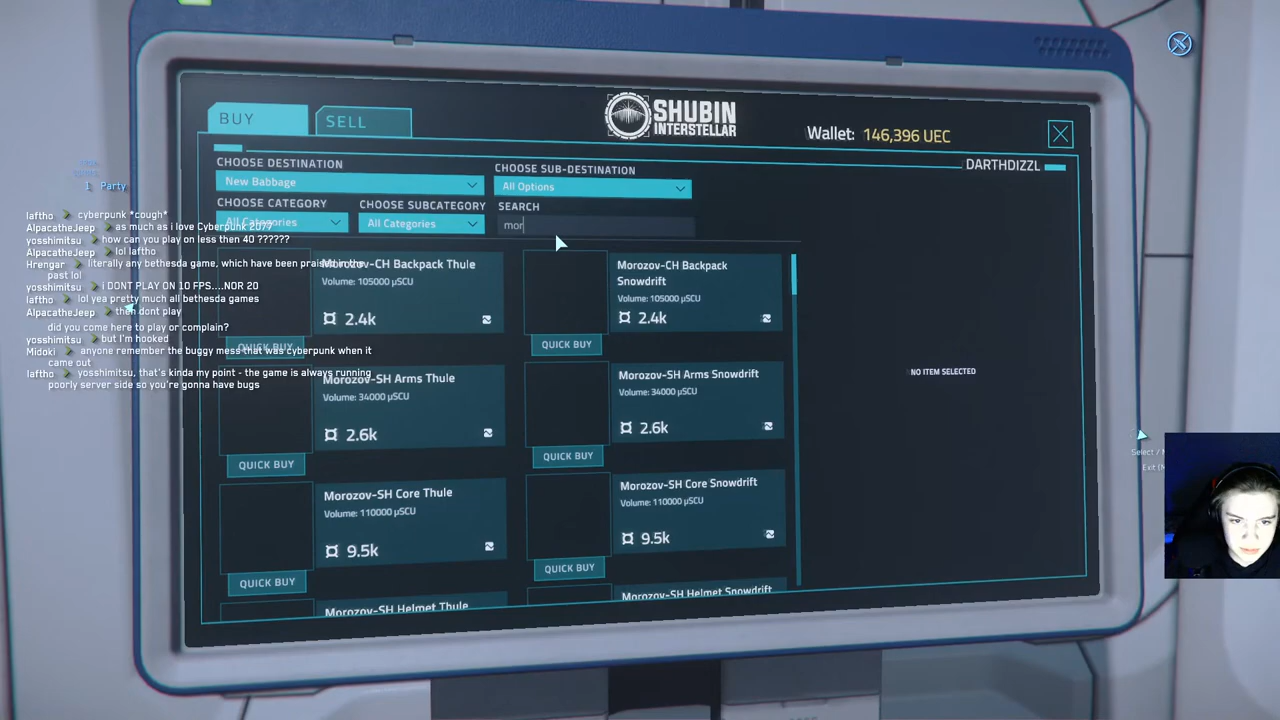 BUY
SELL
SHUBIN
INTERSTELLAR
Wallet: 146,396 UEC
DARTHDIZZL
CHOOSE DESTINATION
New Babbage
CHOOSE SUB-DESTINATION
All Options
CHOOSE CATEGORY
All Categories
CHOOSE SUBCATEGORY
All Categories
SEARCH
mor
1 Party
laftho > cyberpunk *cough*
AlpacatheJeep > as much as i love Cyberpunk 2077
yosshimitsu > how can you play on less then 40 ??????
AlpacatheJeep > lol laftho
Hrengar > literally any bethesda game, which have been praised in the
past lol
yosshimitsu > i DONT PLAY ON 10 FPS....NOR 20
laftho > lol yea pretty much all bethesda games
AlpacatheJeep > then dont play
did you come here to play or complain?
yosshimitsu > but I'm hooked
Midoki > anyone remember the buggy mess that was cyberpunk when it
came out
laftho > yosshimitsu, that's kinda my point - the game is always running
poorly server side so you're gonna have bugs
Morozov-CH Backpack Thule
Volume: 105000 µSCU
2.4k
QUICK BUY
Morozov-CH Backpack
Snowdrift
Volume: 105000 µSCU
2.4k
QUICK BUY
Morozov-SH Arms Thule
Volume: 34000 µSCU
2.6k
QUICK BUY
Morozov-SH Arms Snowdrift
Volume: 34000 µSCU
2.6k
QUICK BUY
Morozov-SH Core Thule
Volume: 110000 µSCU
9.5k
QUICK BUY
Morozov-SH Core Snowdrift
Volume: 110000 µSCU
9.5k
QUICK BUY
Morozov-SH Helmet Thule
Morozov-SH Helmet Snowdrift
NO ITEM SELECTED